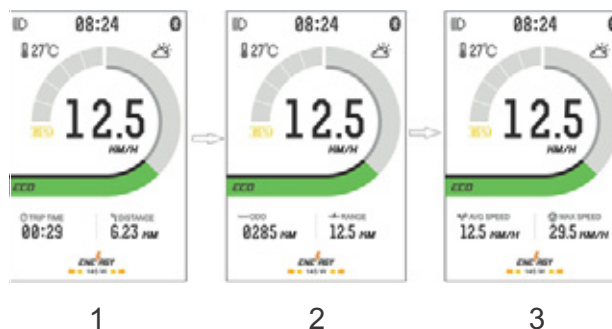 08:24
27°C
12.5
KM/H
ECO
TRIP TIME DISTANCE
00:29 6.23 KM
ENERGY
145 W
1
08:24
27°C
12.5
KM/H
ECO
ODO RANGE
0285 KM 12.5 KM
ENERGY
145 W
2
08:24
27°C
12.5
KM/H
ECO
AVG SPEED MAX SPEED
12.5 KM/H 29.5 KM/H
ENERGY
145 W
3